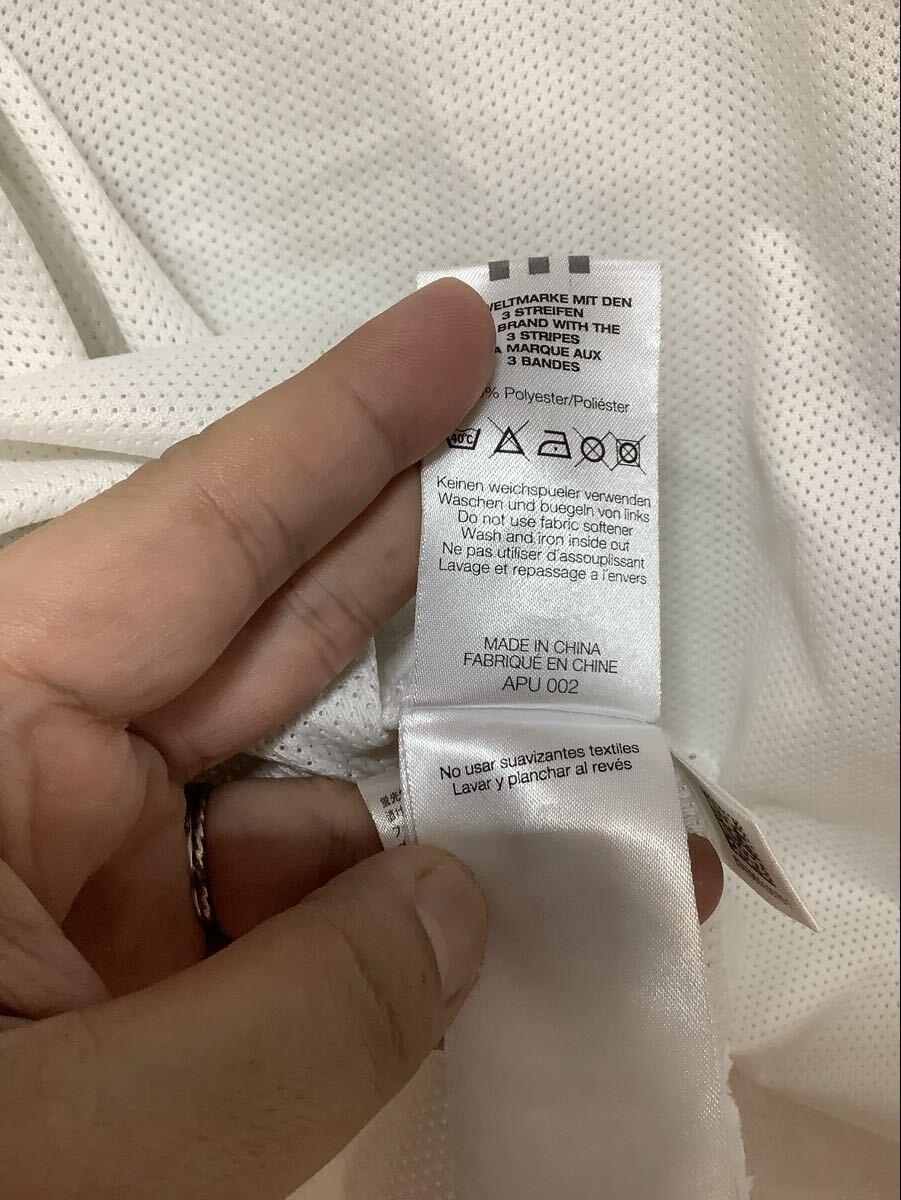 WELTMARKE MIT DEN
3 STREIFEN
BRAND WITH THE
3 STRIPES
MARQUE AUX
3 BANDES
% Polyester/Poliéster
40°C
Keinen weichspueler verwenden
Waschen und buegeln von links
Do not use fabric softener
Wash and iron inside out
Ne pas utiliser d'assouplissant
Lavage et repassage a l'envers
MADE IN CHINA
FABRIQUÉ EN CHINE
APU 002
No usar suavizantes textiles
Lavar y planchar al revés